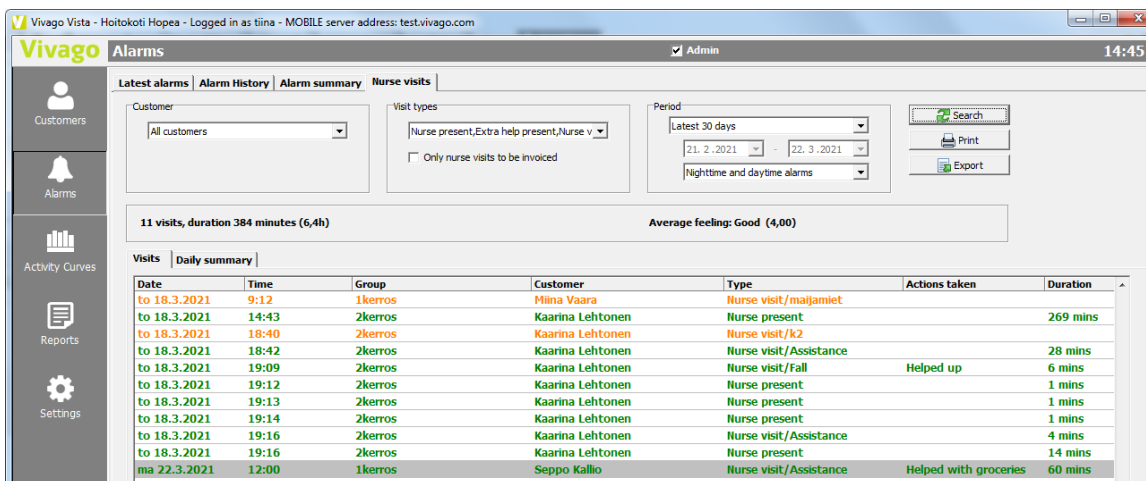 Vivago Vista - Hoitokoti Hopea - Logged in as tiina - MOBILE server address: test.vivago.com
Vivago Alarms Admin 14:45
Latest alarms Alarm History Alarm summary Nurse visits
Customers
Alarms
Activity Curves
Reports
Settings
Customer
All customers
Visit types
Nurse present,Extra help present,Nurse v
Only nurse visits to be invoiced
Period
Latest 30 days
21. 2.2021 - 22. 3.2021
Nighttime and daytime alarms
Search
Print
Export
11 visits, duration 384 minutes (6,4h) Average feeling: Good (4,00)
Visits Daily summary
Date Time Group Customer Type Actions taken Duration
to 18.3.2021 9:12 1kerros Miina Vaara Nurse visit/maijamiet
to 18.3.2021 14:43 2kerros Kaarina Lehtonen Nurse present 269 mins
to 18.3.2021 18:40 2kerros Kaarina Lehtonen Nurse visit/k2
to 18.3.2021 18:42 2kerros Kaarina Lehtonen Nurse visit/Assistance 28 mins
to 18.3.2021 19:09 2kerros Kaarina Lehtonen Nurse visit/Fall Helped up 6 mins
to 18.3.2021 19:12 2kerros Kaarina Lehtonen Nurse present 1 mins
to 18.3.2021 19:13 2kerros Kaarina Lehtonen Nurse present 1 mins
to 18.3.2021 19:14 2kerros Kaarina Lehtonen Nurse present 1 mins
to 18.3.2021 19:16 2kerros Kaarina Lehtonen Nurse visit/Assistance 4 mins
to 18.3.2021 19:16 2kerros Kaarina Lehtonen Nurse present 14 mins
ma 22.3.2021 12:00 1kerros Seppo Kallio Nurse visit/Assistance Helped with groceries 60 mins